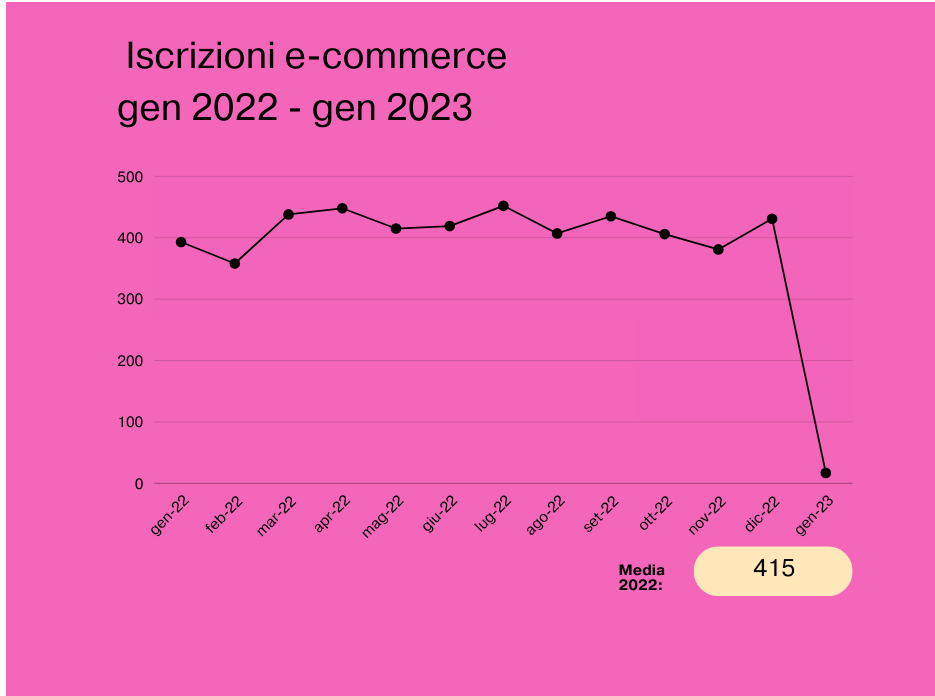 Iscrizioni e-commerce
gen 2022 - gen 2023
500
400
300
200
100
0
gen-22
feb-22
mar-22
apr-22
mag-22
giu-22
lug-22
ago-22
set-22
ott-22
nov-22
dic-22
gen-23
Media
2022:
415